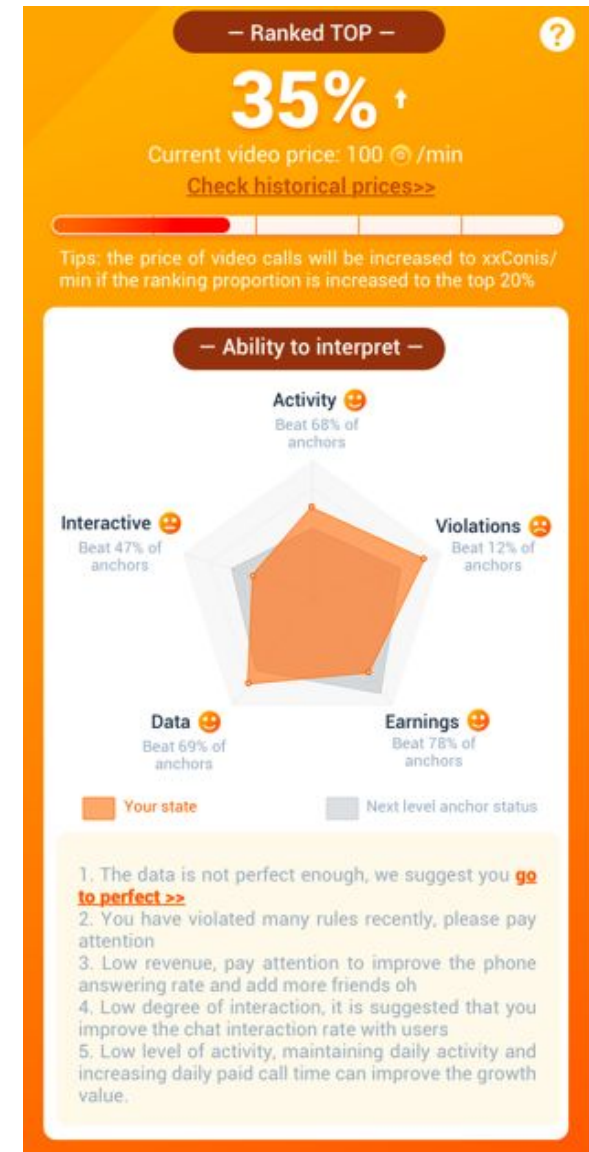 — Ranked TOP —
?
35%
Current video price: 100 /min
Check historical prices>>
Tips: the price of video calls will be increased to xxConis/
min if the ranking proportion is increased to the top 20%
— Ability to interpret —
Activity
Beat 68% of
anchors
Interactive
Beat 47% of
anchors
Violations
Beat 12% of
anchors
Data
Beat 69% of
anchors
Earnings
Beat 78% of
anchors
Your state
Next level anchor status
1. The data is not perfect enough, we suggest you go
to perfect >>
2. You have violated many rules recently, please pay
attention
3. Low revenue, pay attention to improve the phone
answering rate and add more friends oh
4. Low degree of interaction, it is suggested that you
improve the chat interaction rate with users
5. Low level of activity, maintaining daily activity and
increasing daily paid call time can improve the growth
value.